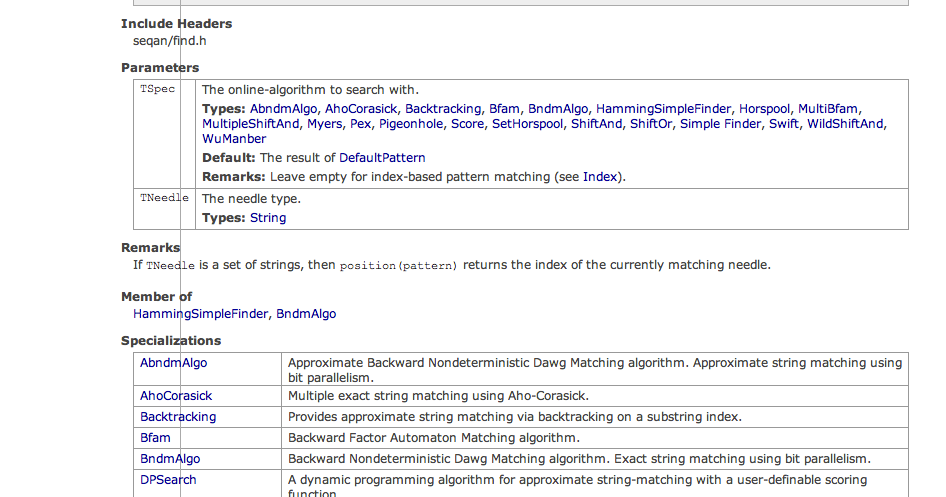 Include Headers
seqan/find.h
Parameters
TSpec The online-algorithm to search with.
Types: AbndmAlgo, AhoCorasick, Backtracking, Bfam, BndmAlgo, HammingSimpleFinder, Horspool, MultiBfam,
MultipleShiftAnd, Myers, Pex, Pigeonhole, Score, SetHorspool, ShiftAnd, ShiftOr, Simple Finder, Swift, WildShiftAnd,
WuManber
Default: The result of DefaultPattern
Remarks: Leave empty for index-based pattern matching (see Index).
TNeedle The needle type.
Types: String
Remarks
If TNeedle is a set of strings, then position(pattern) returns the index of the currently matching needle.
Member of
HammingSimpleFinder, BndmAlgo
Specializations
AbndmAlgo Approximate Backward Nondeterministic Dawg Matching algorithm. Approximate string matching using
bit parallelism.
AhoCorasick Multiple exact string matching using Aho-Corasick.
Backtracking Provides approximate string matching via backtracking on a substring index.
Bfam Backward Factor Automaton Matching algorithm.
BndmAlgo Backward Nondeterministic Dawg Matching algorithm. Exact string matching using bit parallelism.
DPSearch A dynamic programming algorithm for approximate string-matching with a user-definable scoring
function.